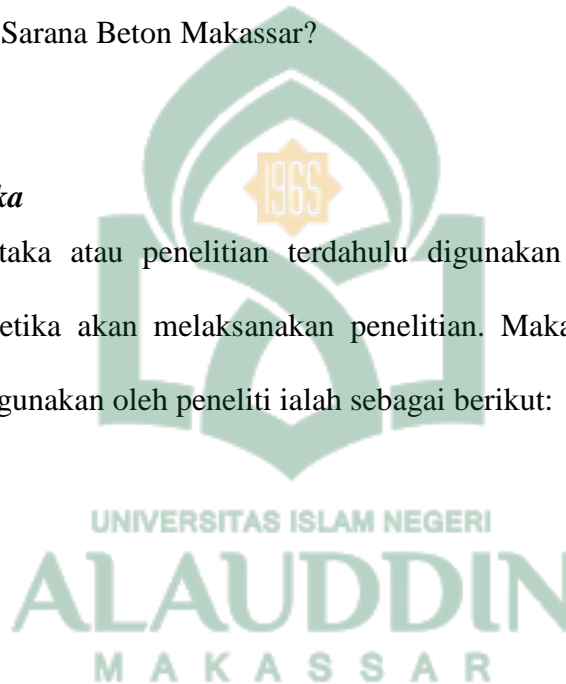 Sarana Beton Makassar?
ka
taka atau penelitian terdahulu digunakan
etika akan melaksanakan penelitian. Maka
gunakan oleh peneliti ialah sebagai berikut:
1965
UNIVERSITAS ISLAM NEGERI
ALAUDDIN
MAKASSAR